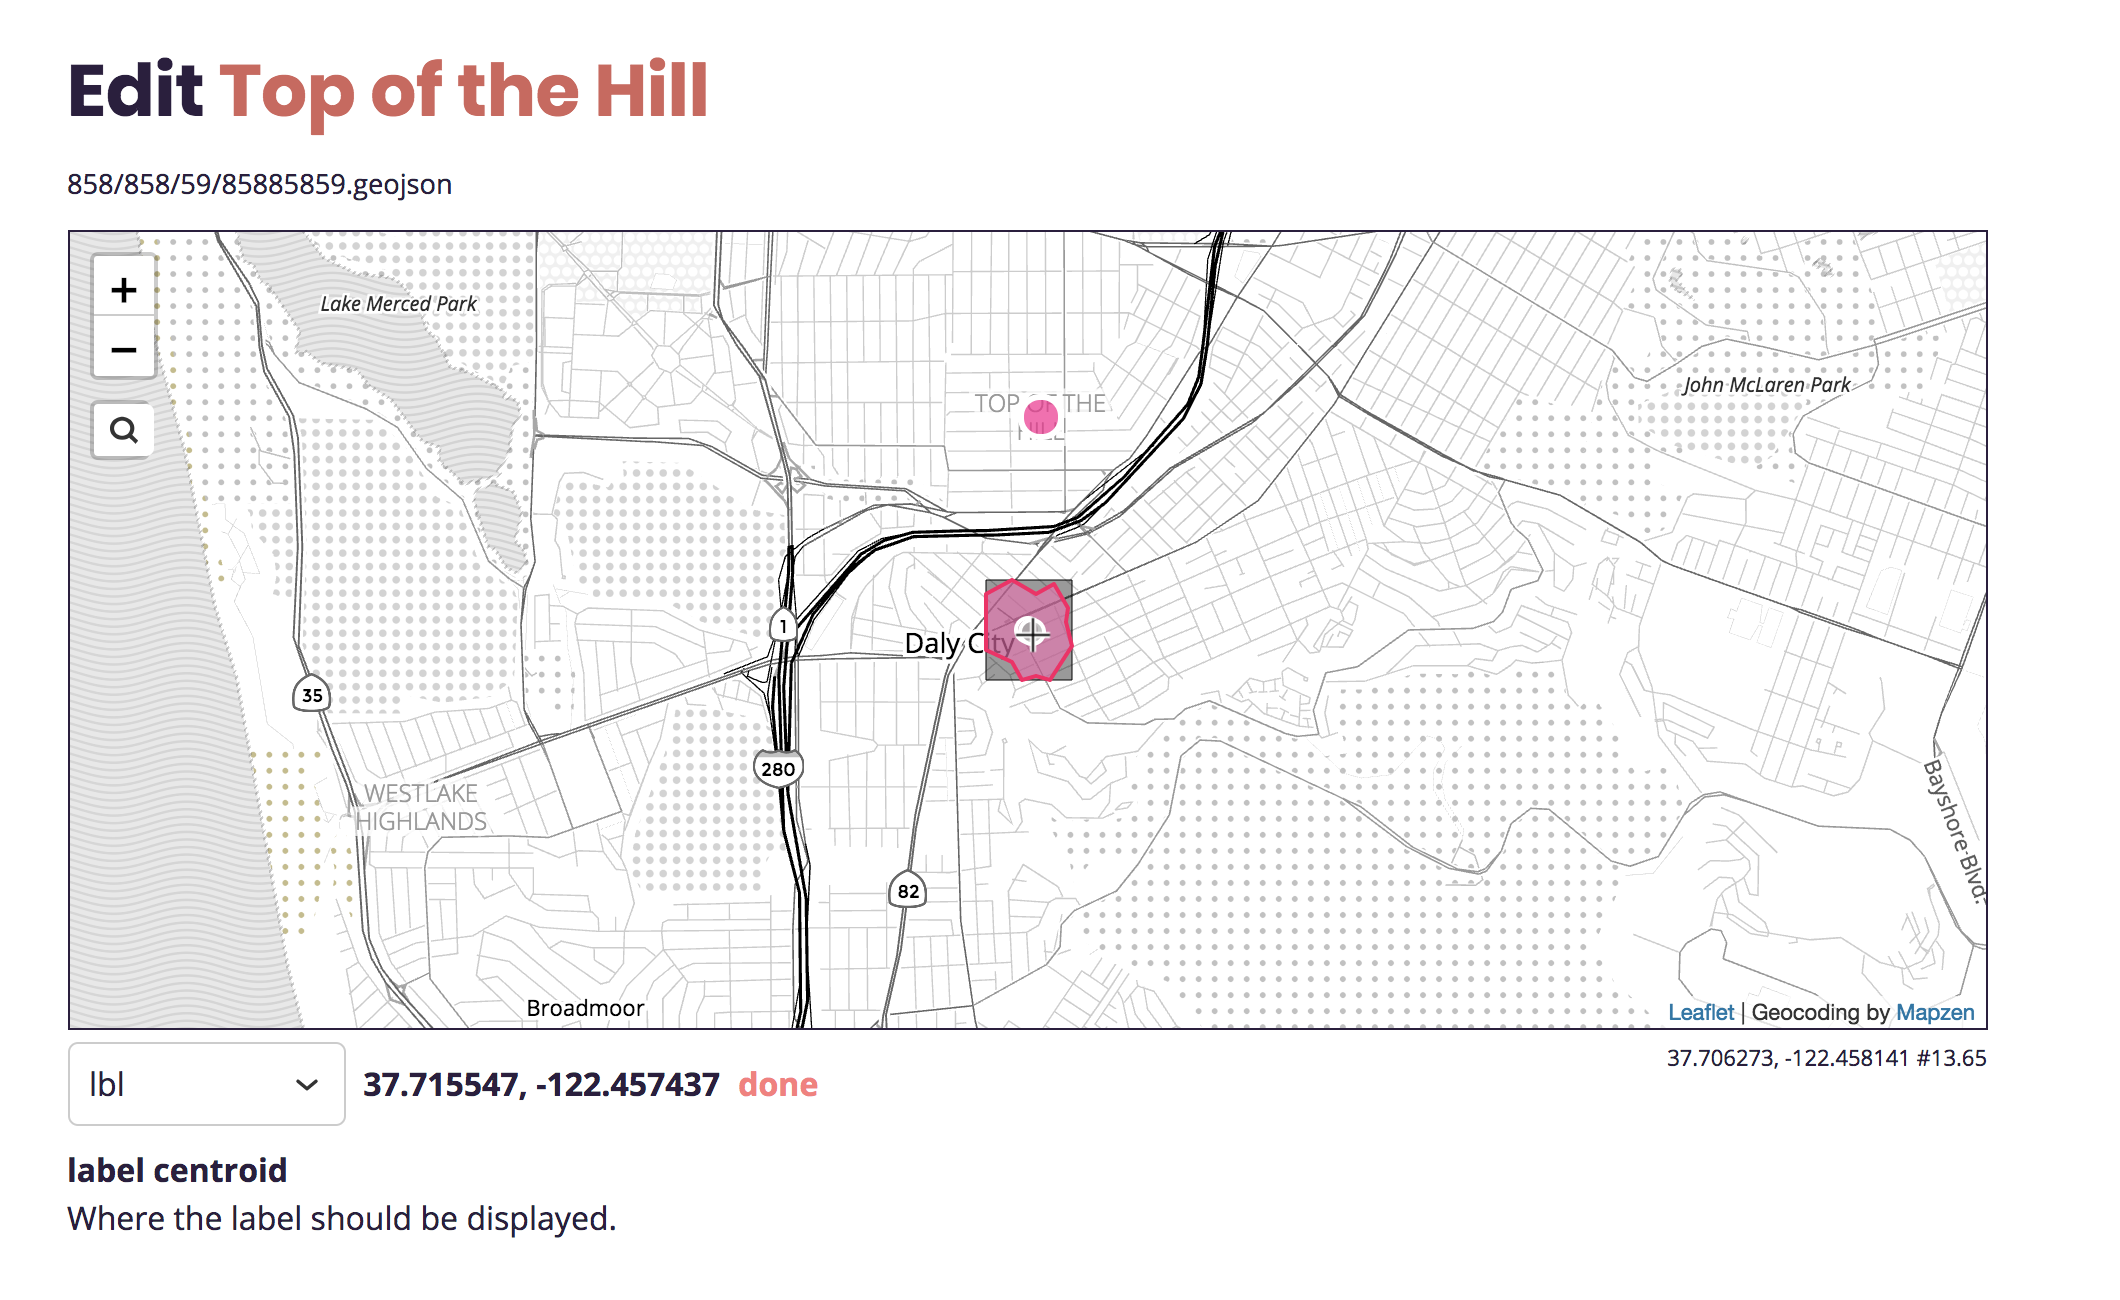 Edit Top of the Hill
858/858/59/85885859.geojson
+
−
Lake Merced Park
TOP OF THE
HILL
John McLaren Park
1
Daly City
35
280
WESTLAKE
HIGHLANDS
Bayshore Blvd.
82
Broadmoor
Leaflet | Geocoding by Mapzen
37.706273, -122.458141 #13.65
lbl
37.715547, -122.457437 done
label centroid
Where the label should be displayed.